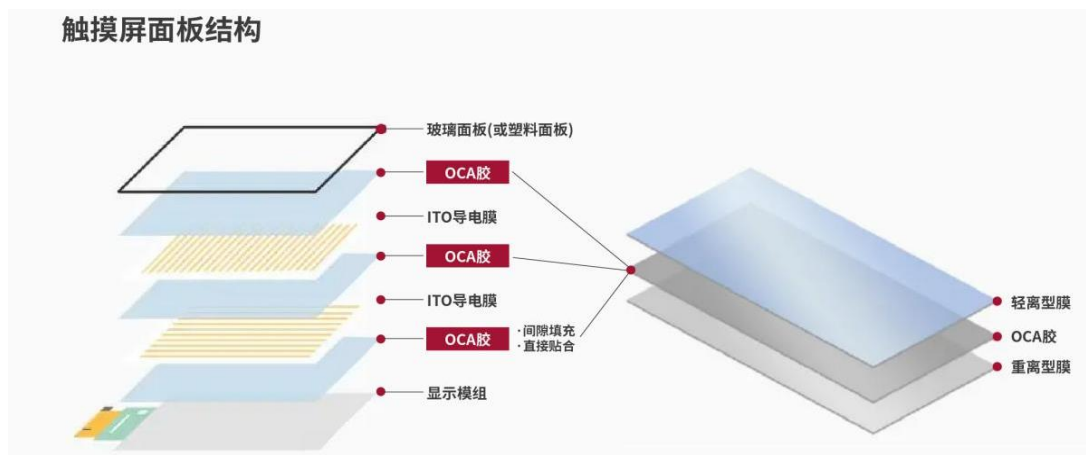 触摸屏面板结构
玻璃面板(或塑料面板)
OCA胶
ITO导电膜
OCA胶
ITO导电膜
OCA胶
·间隙填充
·直接贴合
显示模组
轻离型膜
OCA胶
重离型膜